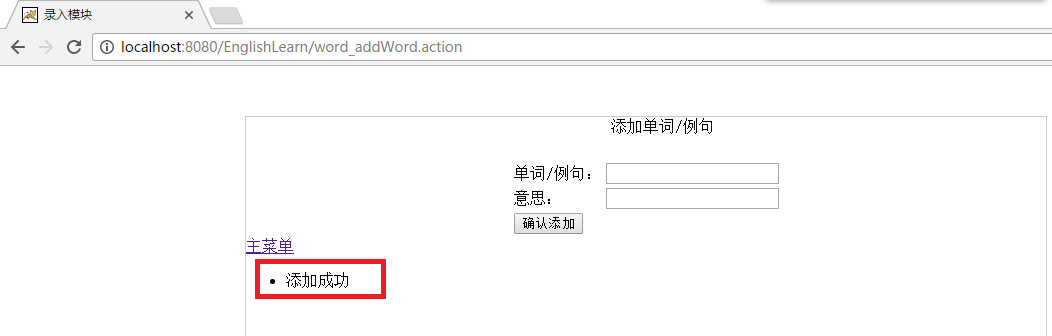 录入模块
localhost:8080/EnglishLearn/word_addWord.action
添加单词/例句
单词/例句：
意思：
确认添加
主菜单
添加成功